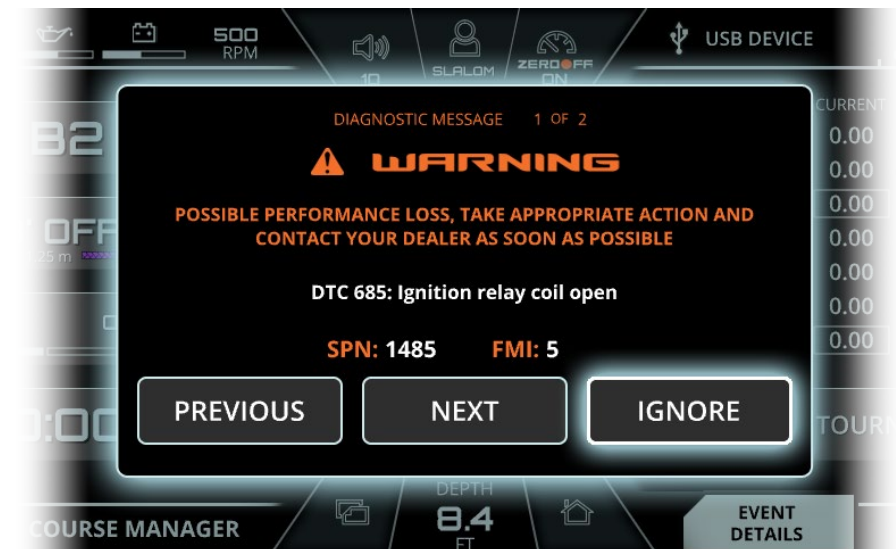 500
RPM
10
SLALOM
ZEROOFF
ON
USB DEVICE
CURRENT
0.00
0.00
0.00
0.00
0.00
0.00
0.00
B2
OFF
DIAGNOSTIC MESSAGE 1 OF 2
WARNING
POSSIBLE PERFORMANCE LOSS, TAKE APPROPRIATE ACTION AND
CONTACT YOUR DEALER AS SOON AS POSSIBLE
DTC 685: Ignition relay coil open
SPN: 1485 FMI: 5
PREVIOUS
NEXT
IGNORE
DEPTH
8.4
FT
COURSE MANAGER
EVENT
DETAILS